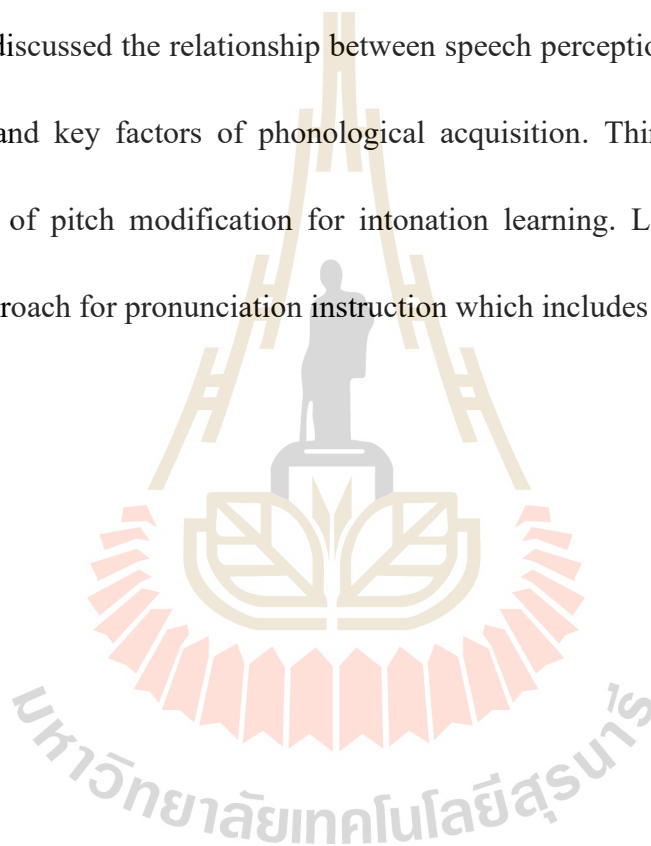 discussed the relationship between speech perceptio
and key factors of phonological acquisition. Thir
of pitch modification for intonation learning. L
roach for pronunciation instruction which includes
มหาวิทยาลัยเทคโนโลยีสุรนารี